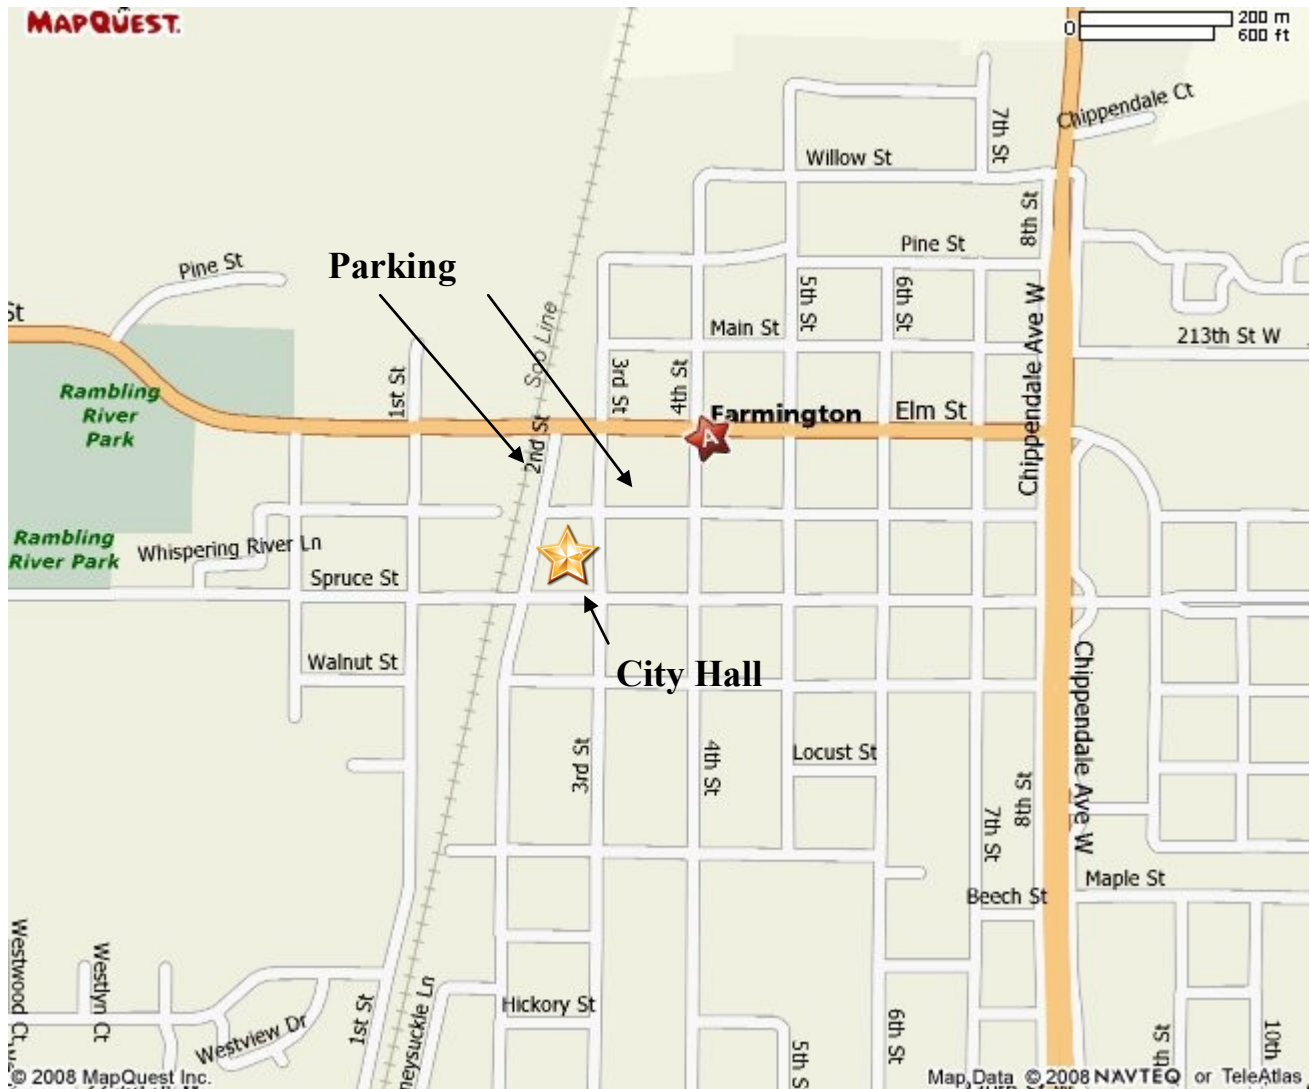 MAPQUEST.
0
200 m
600 ft
Chippendale Ct
7th St
Willow St
8th St
Pine St
Pine St
Parking
5th St
6th St
Soo Line
St
Main St
213th St W
Chippendale Ave W
Rambling
River
Park
1st St
3rd St
4th St
Farmington
Elm St
A
2nd St
Rambling
River Park
Whispering River Ln
Spruce St
City Hall
Walnut St
Chippendale Ave W
3rd St
4th St
Locust St
8th St
7th St
Beech St
Maple St
Westwood Ct
Westlyn Ct
Westview Dr
1st St
neysuckle Ln
Hickory St
5th S
6th St
th St
10th
© 2008 MapQuest Inc.
Map Data © 2008 NAVTEQ or TeleAtlas